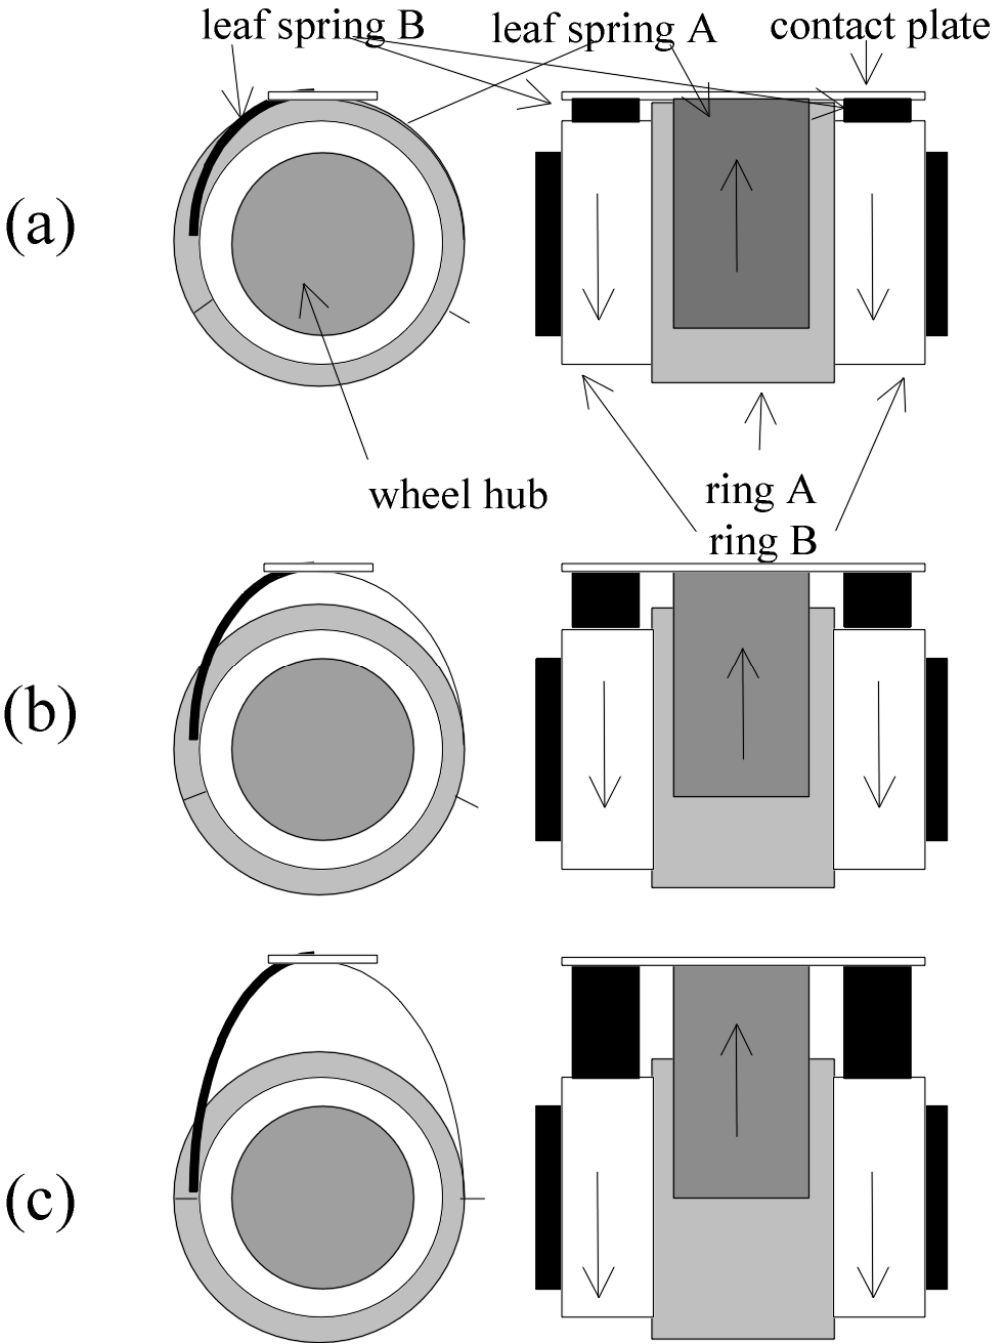 leaf spring B
leaf spring A
contact plate
(a)
wheel hub
ring A
ring B
(b)
(c)